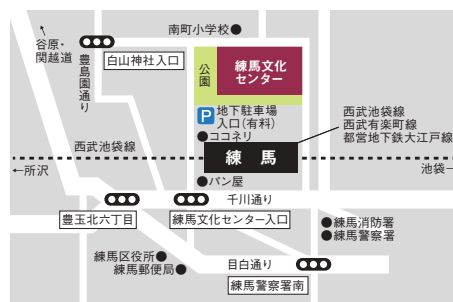 南町小学校●
谷原・
関越道
豊島園通り
白山神社入口
公園
練馬文化
センター
P 地下駐車場
入口(有料)
●ココネリ
西武池袋線
西武有楽町線
都営地下鉄大江戸線
西武池袋線
練馬
←所沢
池袋→
●パン屋
千川通り
豊玉北六丁目
練馬文化センター入口
●練馬消防署
●練馬警察署
練馬区役所●
練馬郵便局●
目白通り
練馬警察署南